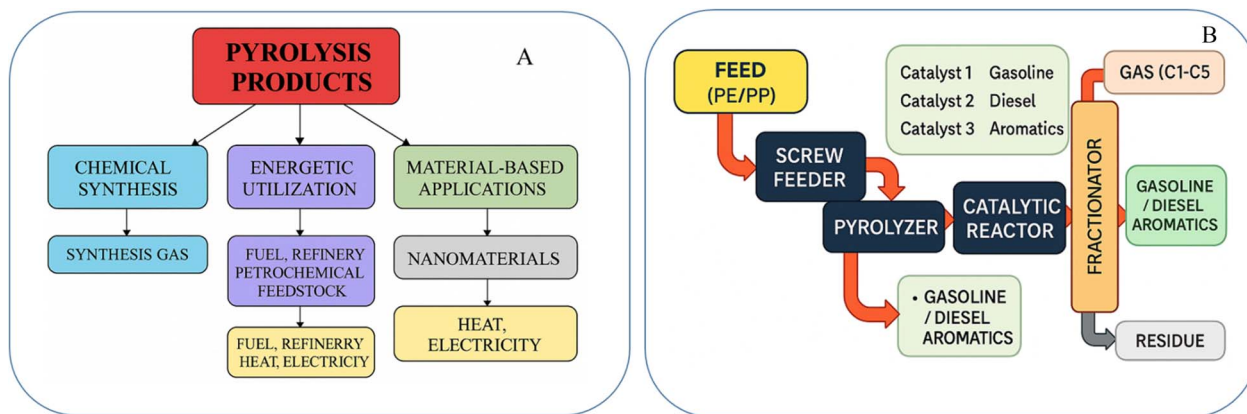 A
PYROLYSIS
PRODUCTS
CHEMICAL
SYNTHESIS
SYNTHESIS GAS
ENERGETIC
UTILIZATION
FUEL, REFINERY
PETROCHEMICAL
FEEDSTOCK
FUEL, REFINERRY
HEAT, ELECTRICIY
MATERIAL-BASED
APPLICATIONS
NANOMATERIALS
HEAT,
ELECTRICITY
B
FEED
(PE/PP)
SCREW
FEEDER
PYROLYZER
• GASOLINE
/ DIESEL
AROMATICS
CATALYTIC
REACTOR
Catalyst 1 Gasoline
Catalyst 2 Diesel
Catalyst 3 Aromatics
FRACTIONATOR
GAS (C1-C5
GASOLINE
/ DIESEL
AROMATICS
RESIDUE